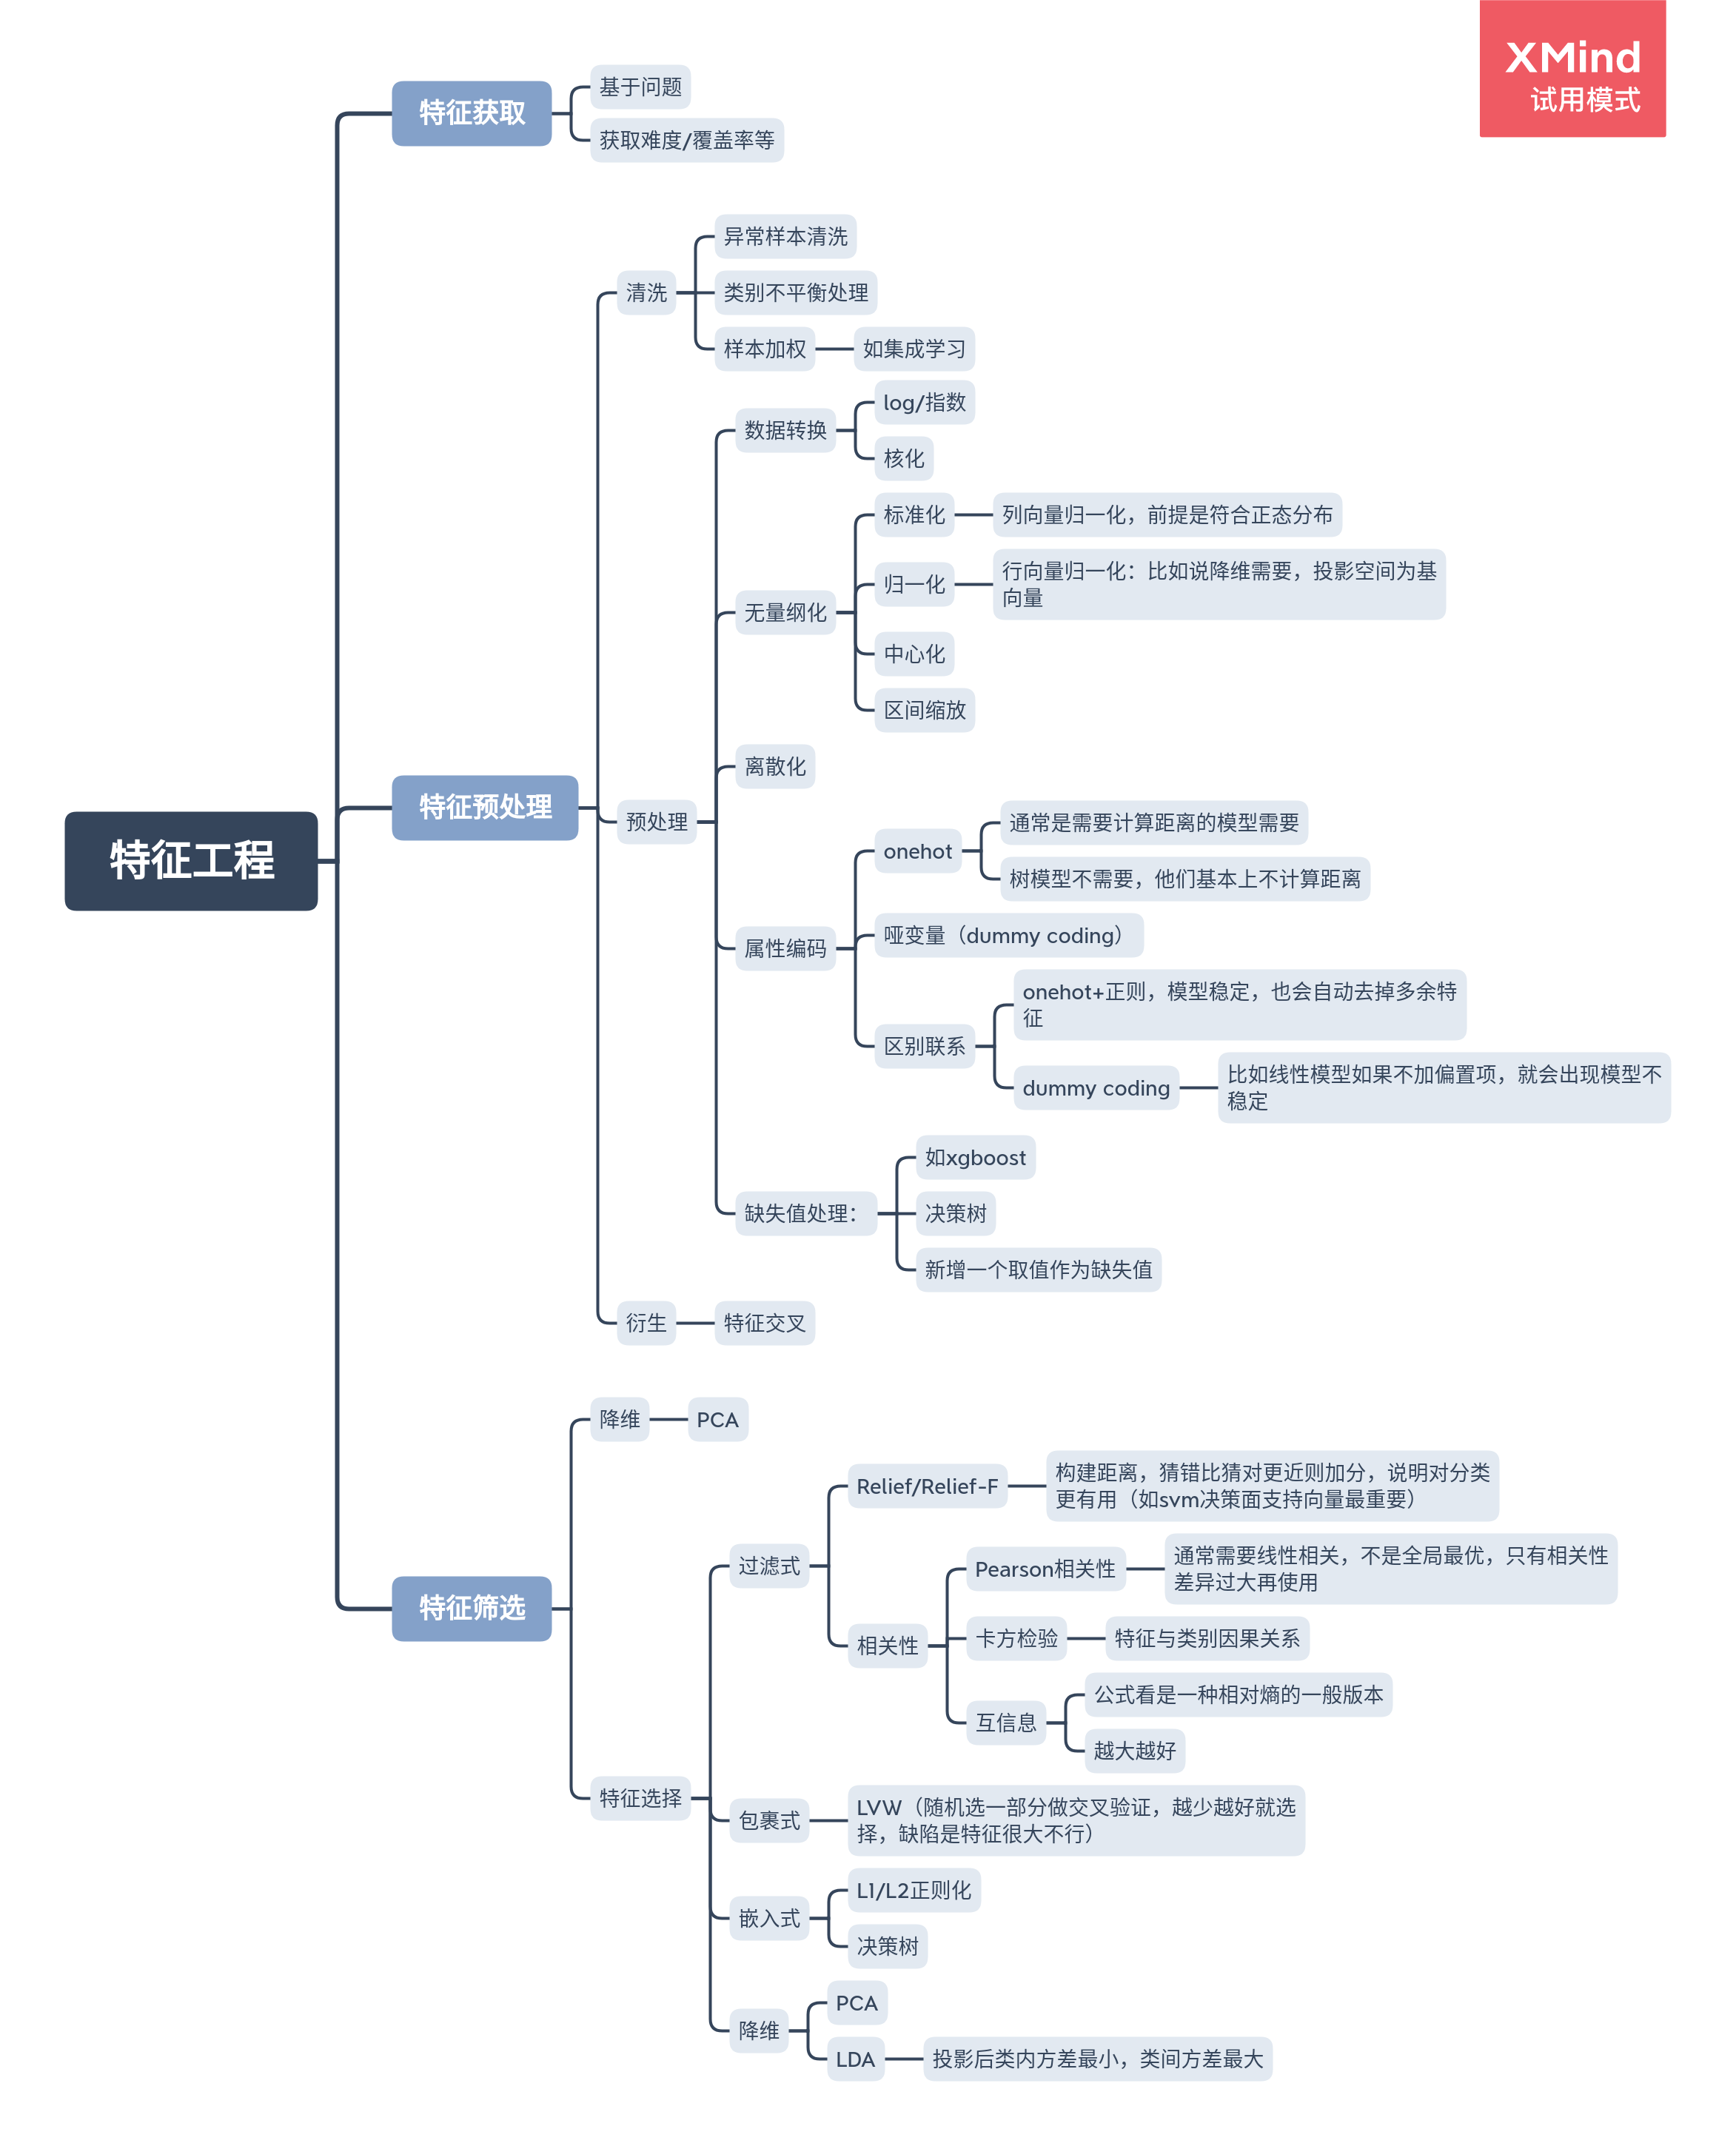 XMind
试用模式
特征工程
特征获取
基于问题
获取难度/覆盖率等
特征预处理
清洗
异常样本清洗
类别不平衡处理
样本加权
如集成学习
预处理
数据转换
log/指数
核化
无量纲化
标准化
列向量归一化，前提是符合正态分布
归一化
行向量归一化：比如说降维需要，投影空间为基
向量
中心化
区间缩放
离散化
属性编码
onehot
通常是需要计算距离的模型需要
树模型不需要，他们基本上不计算距离
哑变量（dummy coding）
区别联系
onehot+正则，模型稳定，也会自动去掉多余特
征
dummy coding
比如线性模型如果不加偏置项，就会出现模型不
稳定
缺失值处理：
如xgboost
决策树
新增一个取值作为缺失值
衍生
特征交叉
特征筛选
降维
PCA
特征选择
过滤式
Relief/Relief-F
构建距离，猜错比猜对更近则加分，说明对分类
更有用（如svm决策面支持向量最重要）
相关性
Pearson相关性
通常需要线性相关，不是全局最优，只有相关性
差异过大再使用
卡方检验
特征与类别因果关系
互信息
公式看是一种相对熵的一般版本
越大越好
包裹式
LVW（随机选一部分做交叉验证，越少越好就选
择，缺陷是特征很大不行）
嵌入式
L1/L2正则化
决策树
降维
PCA
LDA
投影后类内方差最小，类间方差最大